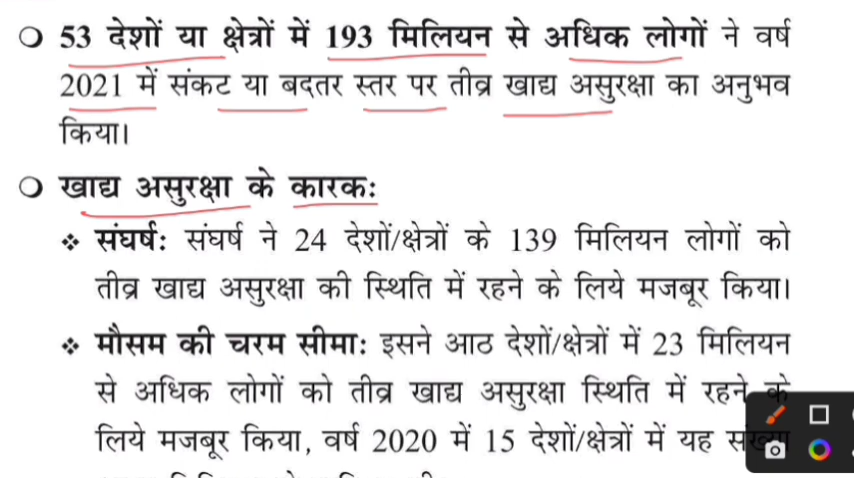 53 देशों या क्षेत्रों में 193 मिलियन से अधिक लोगों ने वर्ष
2021 में संकट या बदतर स्तर पर तीव्र खाद्य असुरक्षा का अनुभव
किया।
खाद्य असुरक्षा के कारक:
संघर्ष: संघर्ष ने 24 देशों/क्षेत्रों के 139 मिलियन लोगों को
तीव्र खाद्य असुरक्षा की स्थिति में रहने के लिये मजबूर किया।
मौसम की चरम सीमा: इसने आठ देशों/क्षेत्रों में 23 मिलियन
से अधिक लोगों को तीव्र खाद्य असुरक्षा स्थिति में रहने के
लिये मजबूर किया, वर्ष 2020 में 15 देशों/क्षेत्रों में यह संख्या